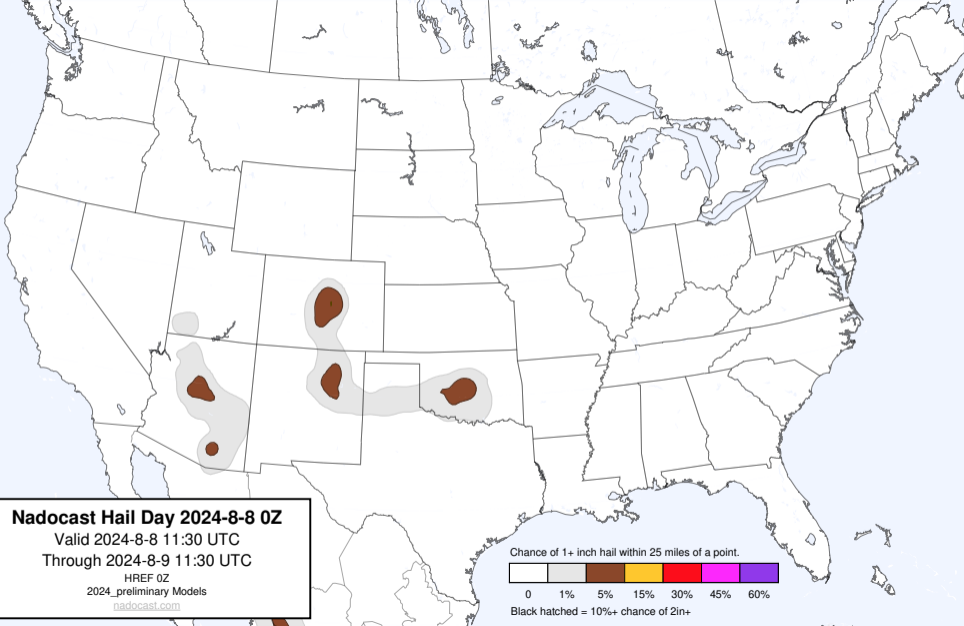 Nadocast Hail Day 2024-8-8 0Z
Valid 2024-8-8 11:30 UTC
Through 2024-8-9 11:30 UTC
HREF 0Z
2024_preliminary Models
nadocast.com
Chance of 1+ inch hail within 25 miles of a point.
0 1% 5% 15% 30% 45% 60%
Black hatched = 10%+ chance of 2in+